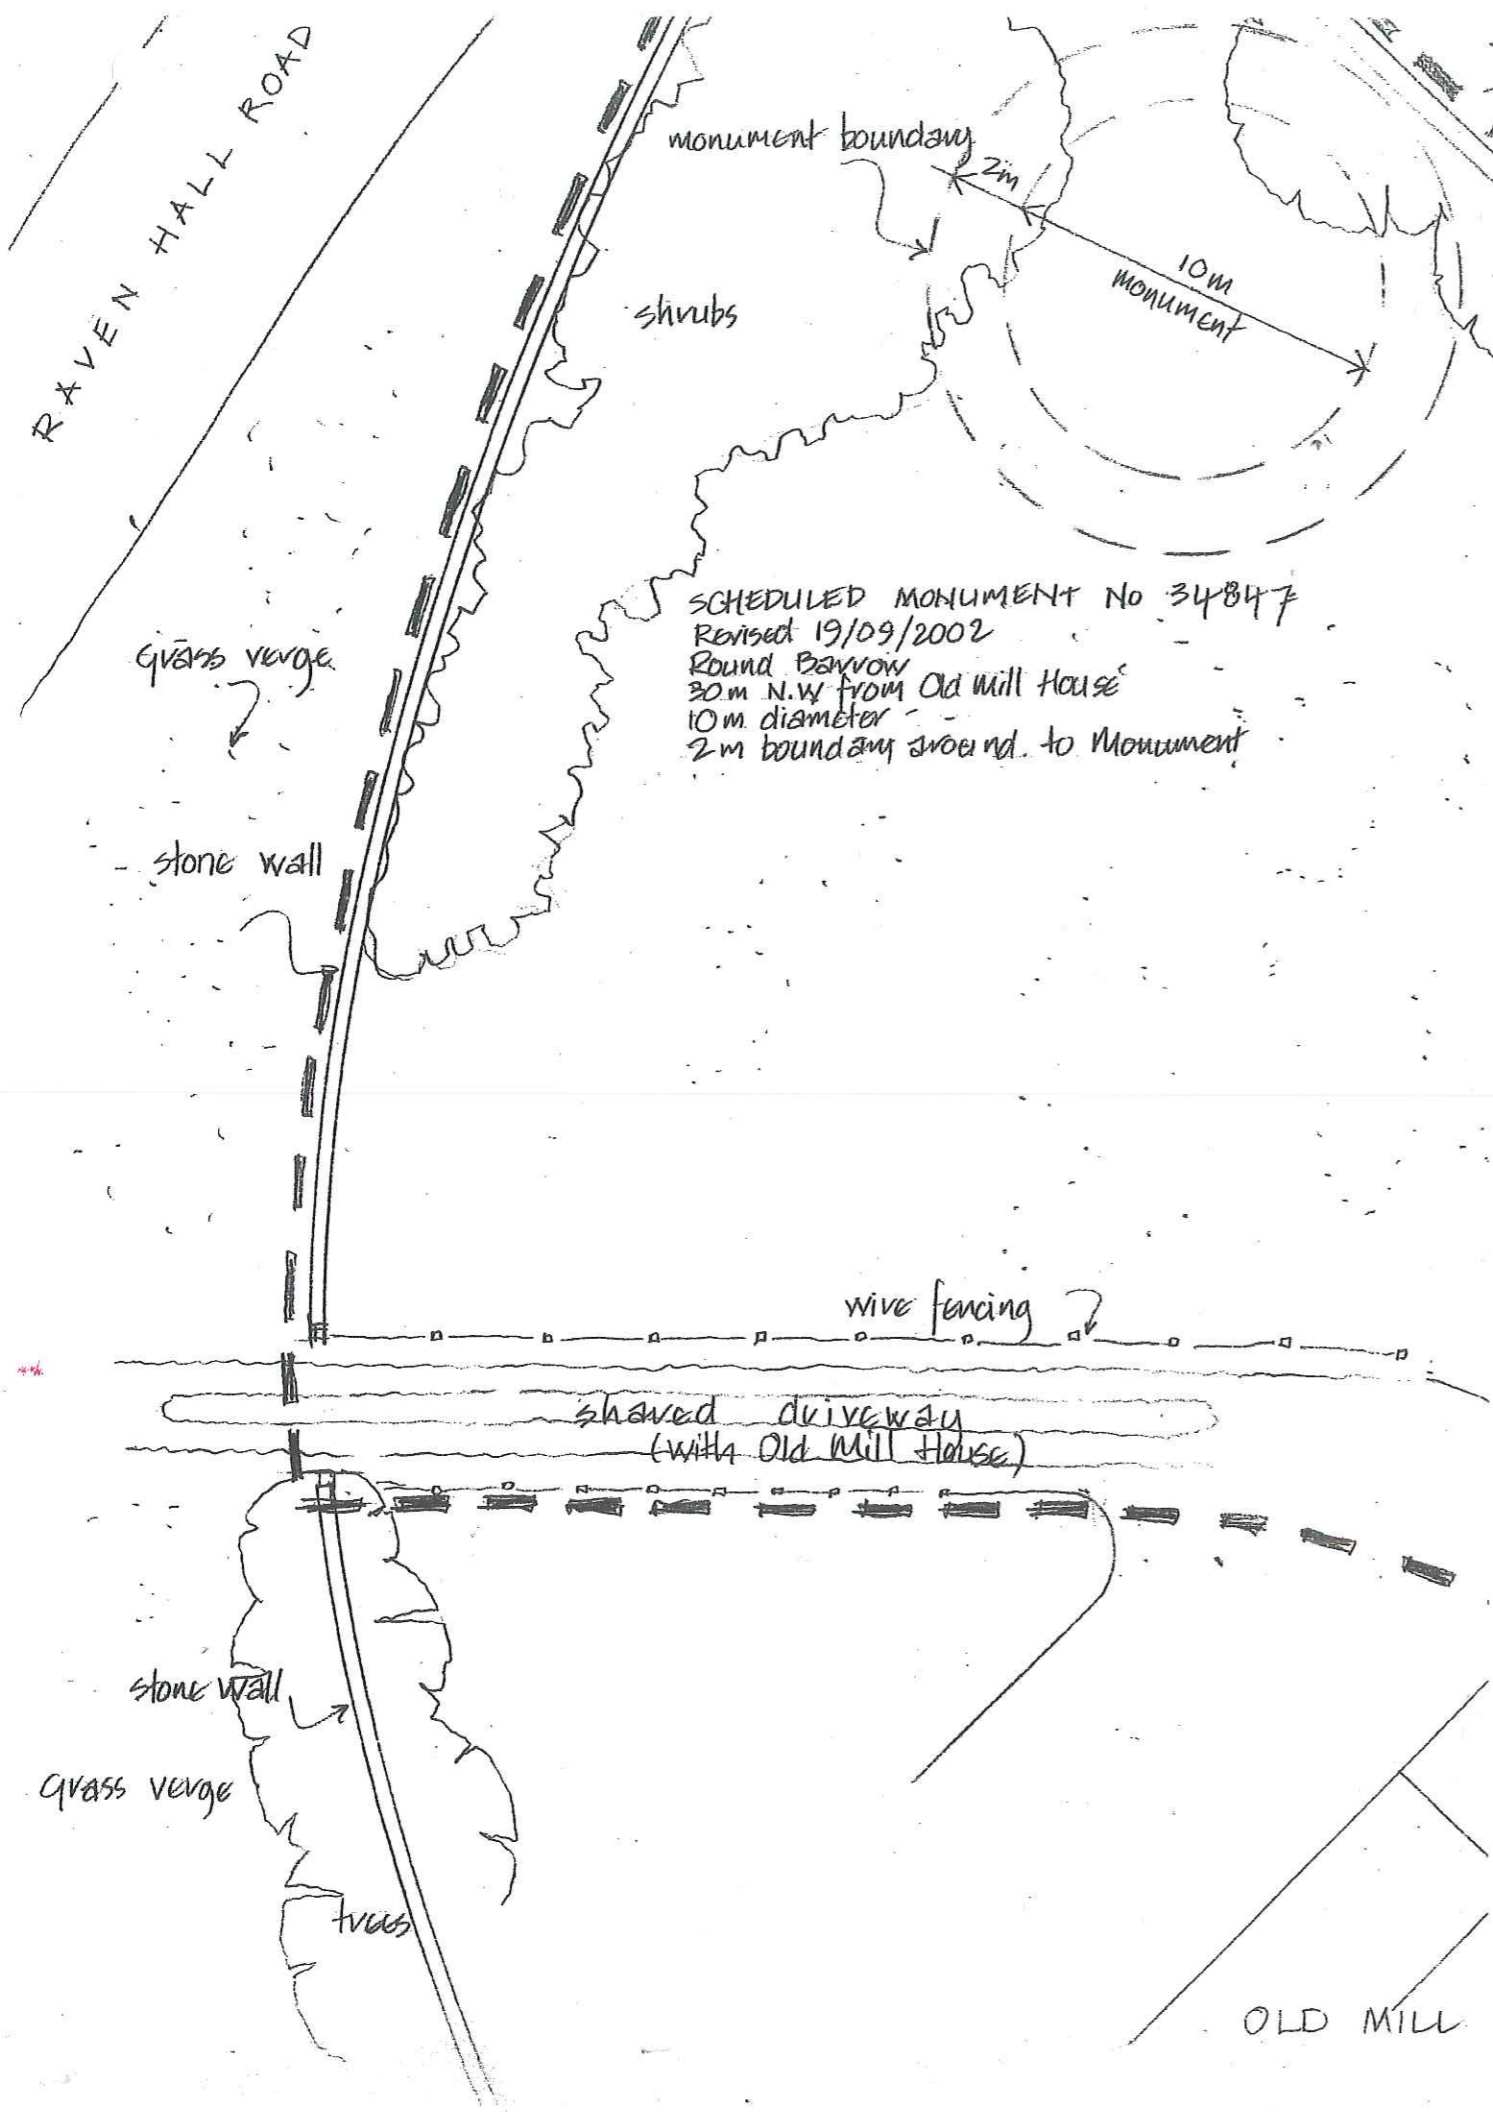 RAVEN HALL ROAD
monument boundary
2m
10m
monument
shrubs
SCHEDULED MONUMENT No 34847
Revised 19/09/2002
Round Barrow
30m N.W from Old Mill House
10m diameter
2m boundary around to Monument
grass verge
stone wall
wire fencing
shared driveway
(with Old Mill House)
stone wall
grass verge
trees
OLD MILL